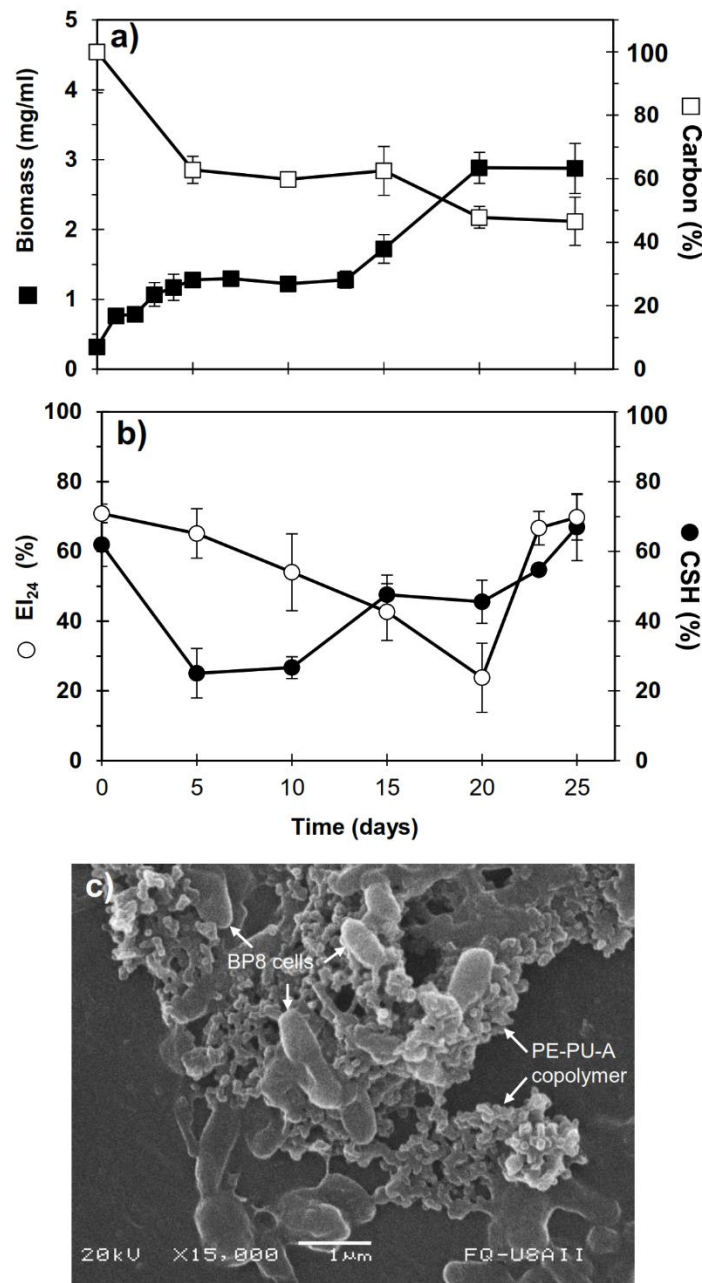 a)
5
4
3
2
1
0
Biomass (mg/ml)
100
80
60
40
20
0
Carbon (%)
b)
100
80
60
40
20
0
EI₂₄ (%)
100
80
60
40
20
0
CSH (%)
0 5 10 15 20 25
Time (days)
c)
BP8 cells
PE-PU-A
copolymer
20kV X15,000 1μm FQ-U8AII